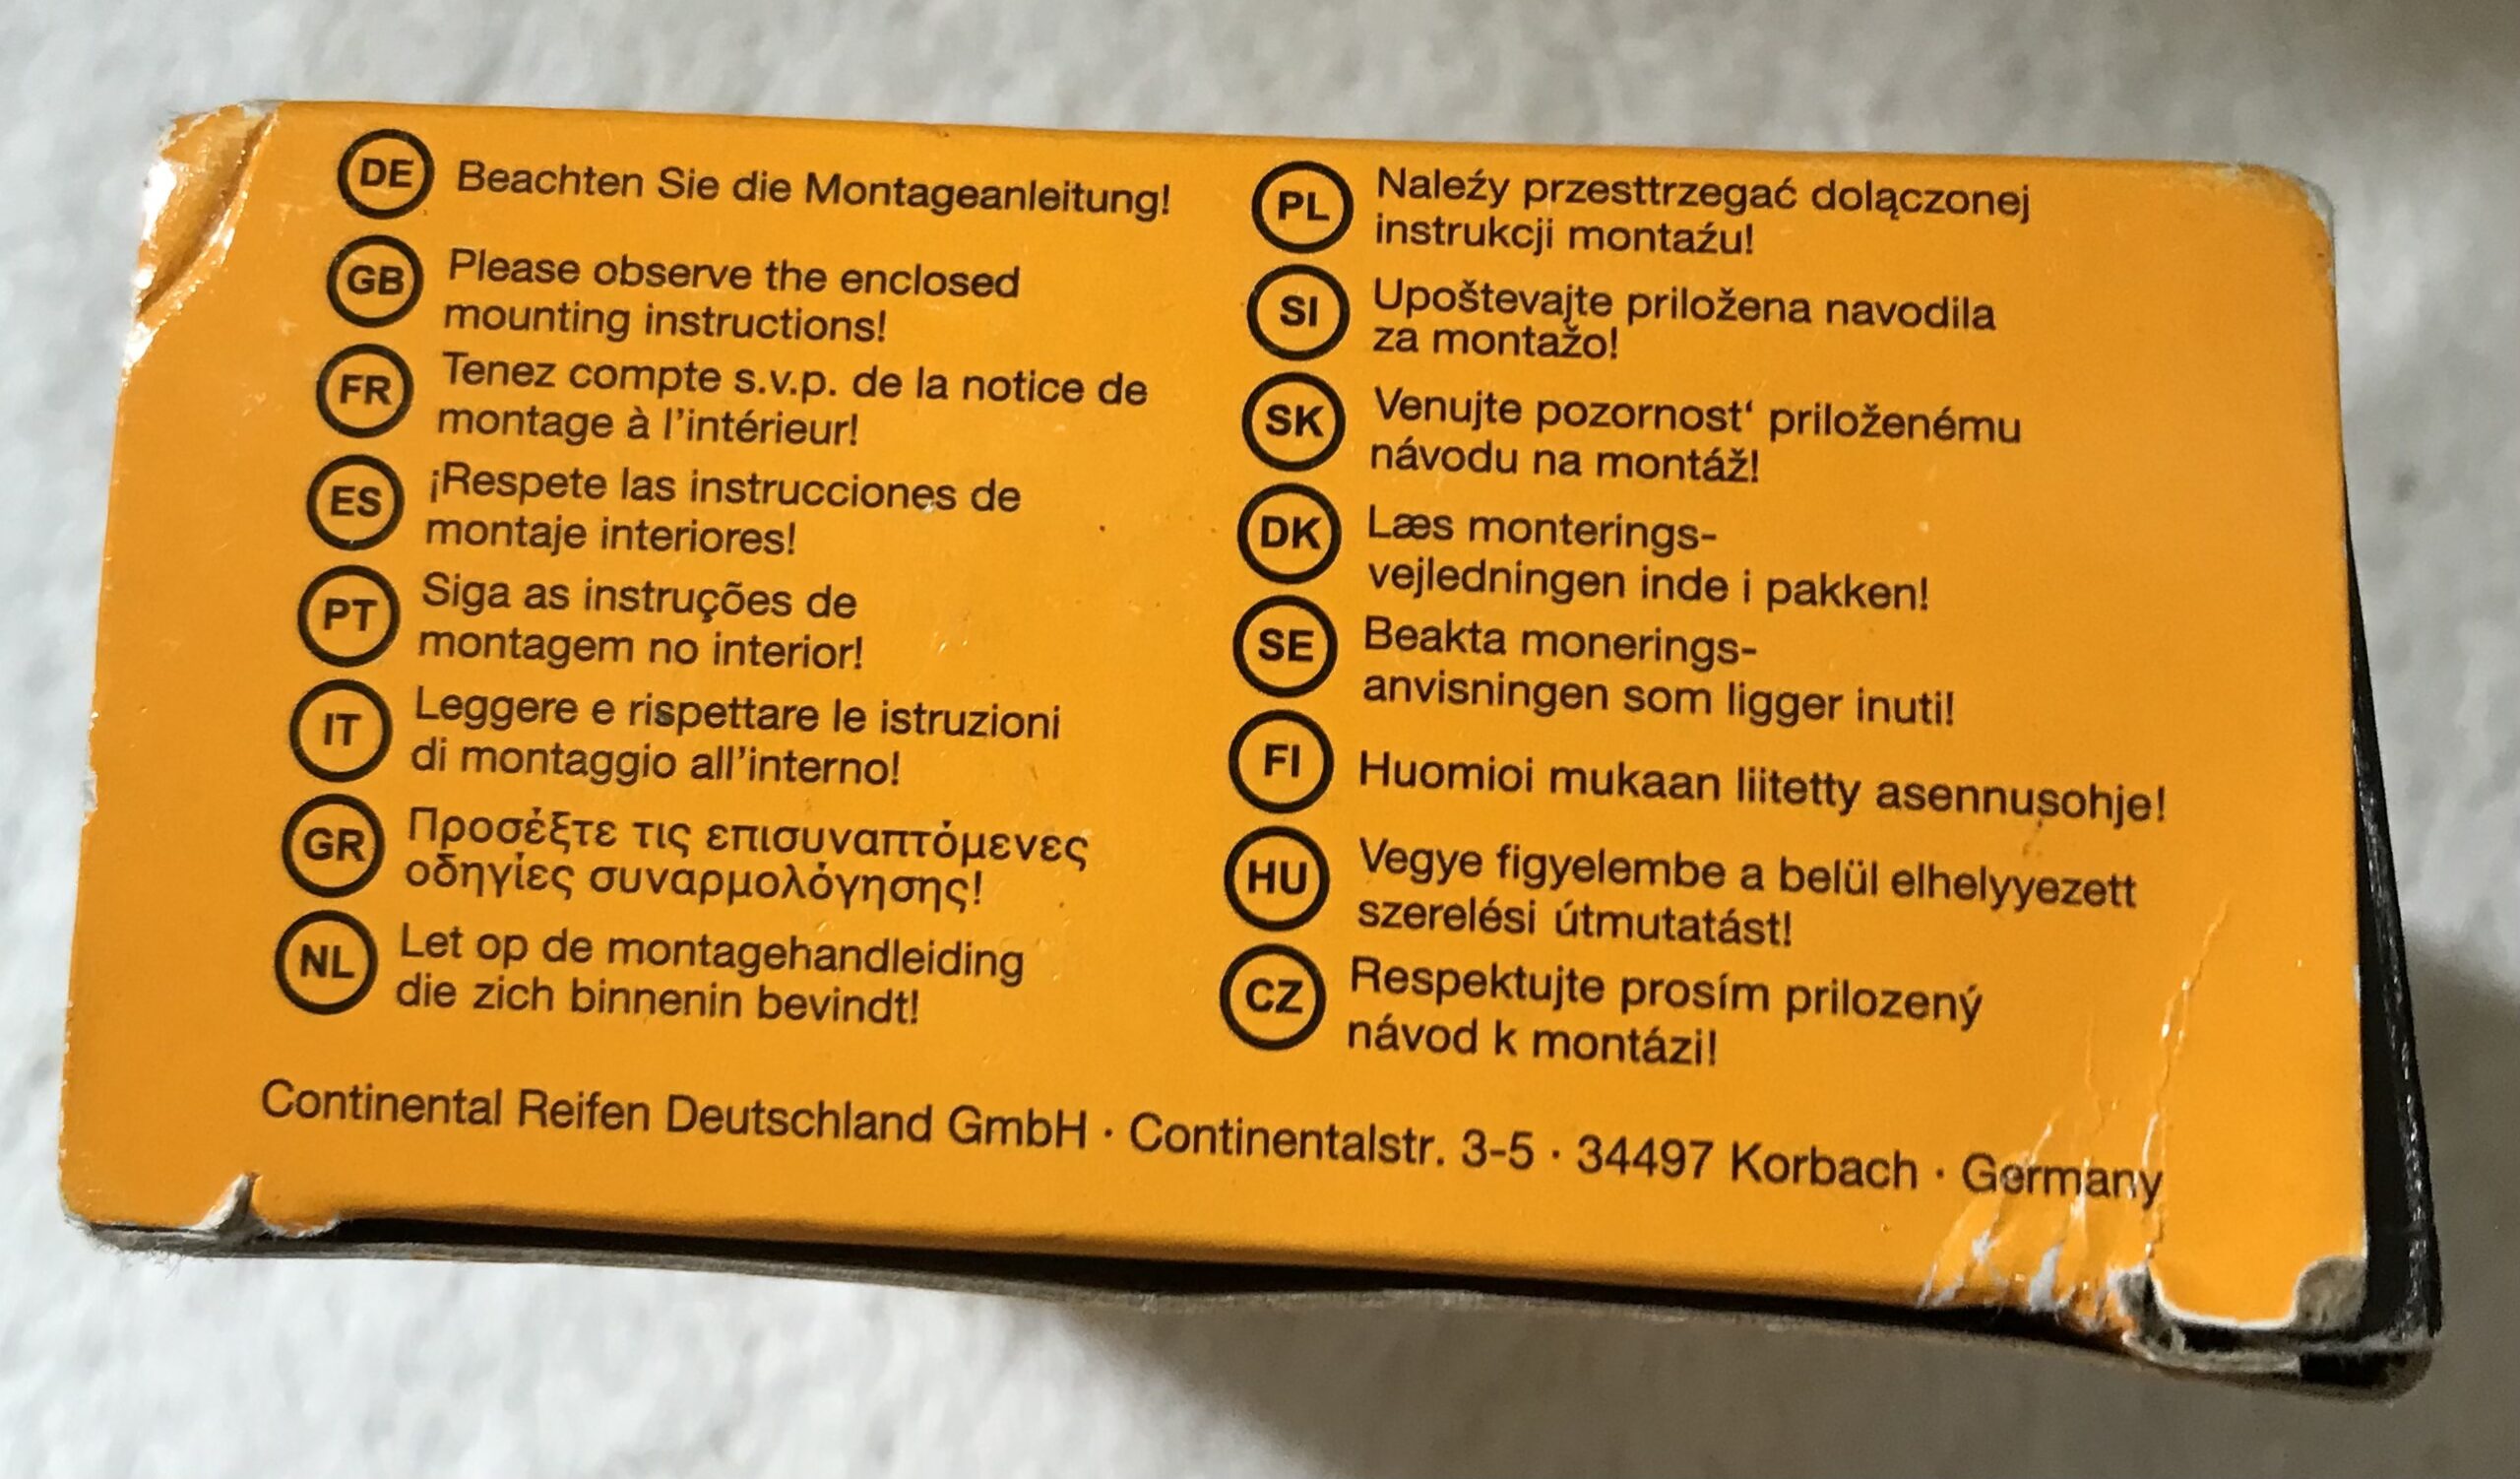 DE Beachten Sie die Montageanleitung!
GB Please observe the enclosed
mounting instructions!
FR Tenez compte s.v.p. de la notice de
montage à l'intérieur!
ES ¡Respete las instrucciones de
montaje interiores!
PT Siga as instruções de
montagem no interior!
IT Leggere e rispettare le istruzioni
di montaggio all'interno!
GR Προσέξτε τις επισυναπτόμενες
οδηγίες συναρμολόγησης!
NL Let op de montagehandleiding
die zich binnenin bevindt!
PL Naleźy przesttrzegać dolączonej
instrukcji montaźu!
SI Upoštevajte priložena navodila
za montažo!
SK Venujte pozornost‘ priloženému
návodu na montáž!
DK Læs monterings-
vejledningen inde i pakken!
SE Beakta monerings-
anvisningen som ligger inuti!
FI Huomioi mukaan liitetty asennusohje!
HU Vegye figyelembe a belül elhelyyezett
szerelési útmutatást!
CZ Respektujte prosím prilozený
návod k montázi!
Continental Reifen Deutschland GmbH · Continentalstr. 3-5 · 34497 Korbach · Germany